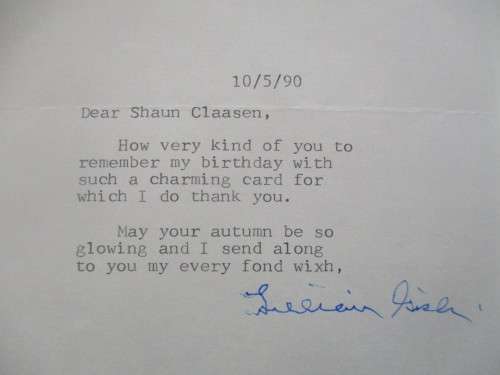 10/5/90
Dear Shaun Claasen,
How very kind of you to
remember my birthday with
such a charming card for
which I do thank you.
May your autumn be so
glowing and I send along
to you my every fond wixh,
Lillian Gish.